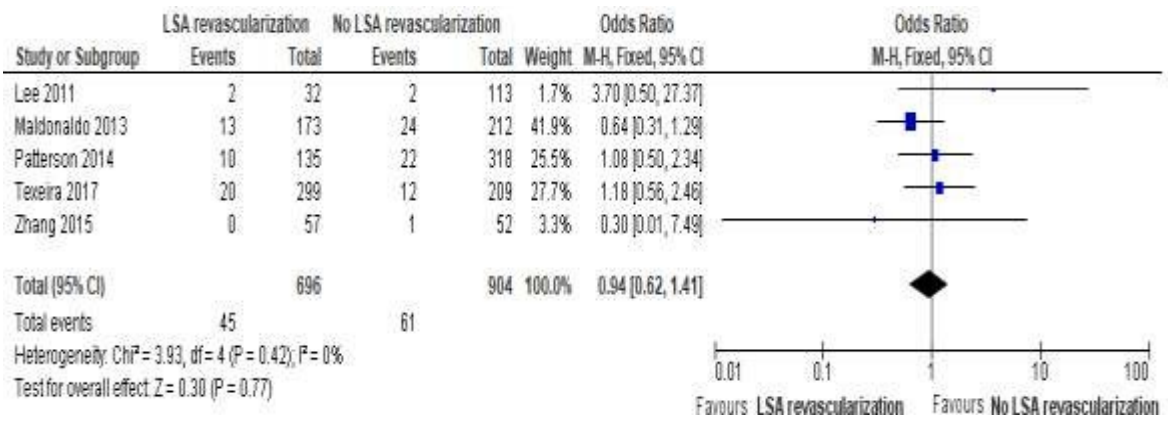 LSA revascularization No LSA revascularization Odds Ratio Odds Ratio
Study or Subgroup Events Total Events Total Weight M-H, Fixed, 95% CI M-H, Fixed, 95% CI
Lee 2011 2 32 2 113 1.7% 3.70 [0.50, 27.37]
Maldonaldo 2013 13 173 24 212 41.9% 0.64 [0.31, 1.29]
Patterson 2014 10 135 22 318 25.5% 1.08 [0.50, 2.34]
Texeira 2017 20 299 12 209 27.7% 1.18 [0.56, 2.46]
Zhang 2015 0 57 1 52 3.3% 0.30 [0.01, 7.49]
Total (95% CI) 696 904 100.0% 0.94 [0.62, 1.41]
Total events 45 61
Heterogeneity: Chi² = 3.93, df = 4 (P = 0.42); I² = 0%
Test for overall effect: Z = 0.30 (P = 0.77)
0.01 0.1 1 10 100
Favours LSA revascularization Favours No LSA revascularization